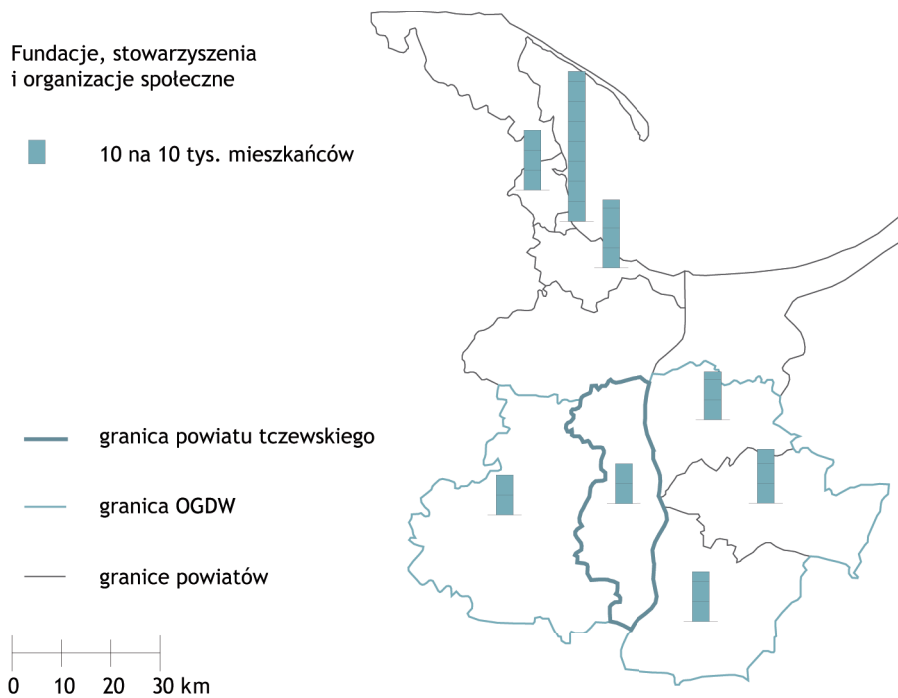 Fundacje, stowarzyszenia
i organizacje społeczne
10 na 10 tys. mieszkańców
granica powiatu tczewskiego
granica OGDW
granice powiatów
0 10 20 30 km